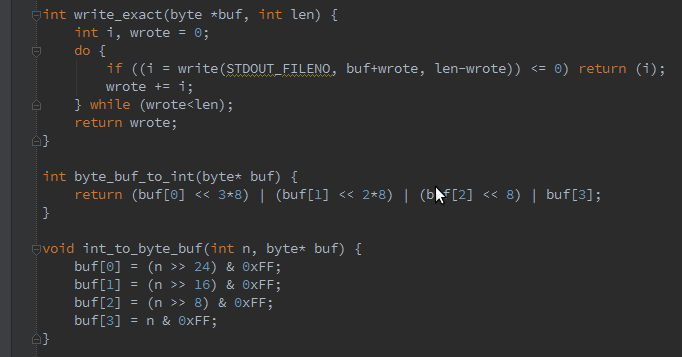 int write_exact(byte *buf, int len) {
    int i, wrote = 0;
    do {
        if ((i = write(STDOUT_FILENO, buf+wrote, len-wrote)) <= 0) return (i);
        wrote += i;
    } while (wrote<len);
    return wrote;
}

int byte_buf_to_int(byte* buf) {
    return (buf[0] << 3*8) | (buf[1] << 2*8) | (buf[2] << 8) | buf[3];
}

void int_to_byte_buf(int n, byte* buf) {
    buf[0] = (n >> 24) & 0xFF;
    buf[1] = (n >> 16) & 0xFF;
    buf[2] = (n >> 8) & 0xFF;
    buf[3] = n & 0xFF;
}